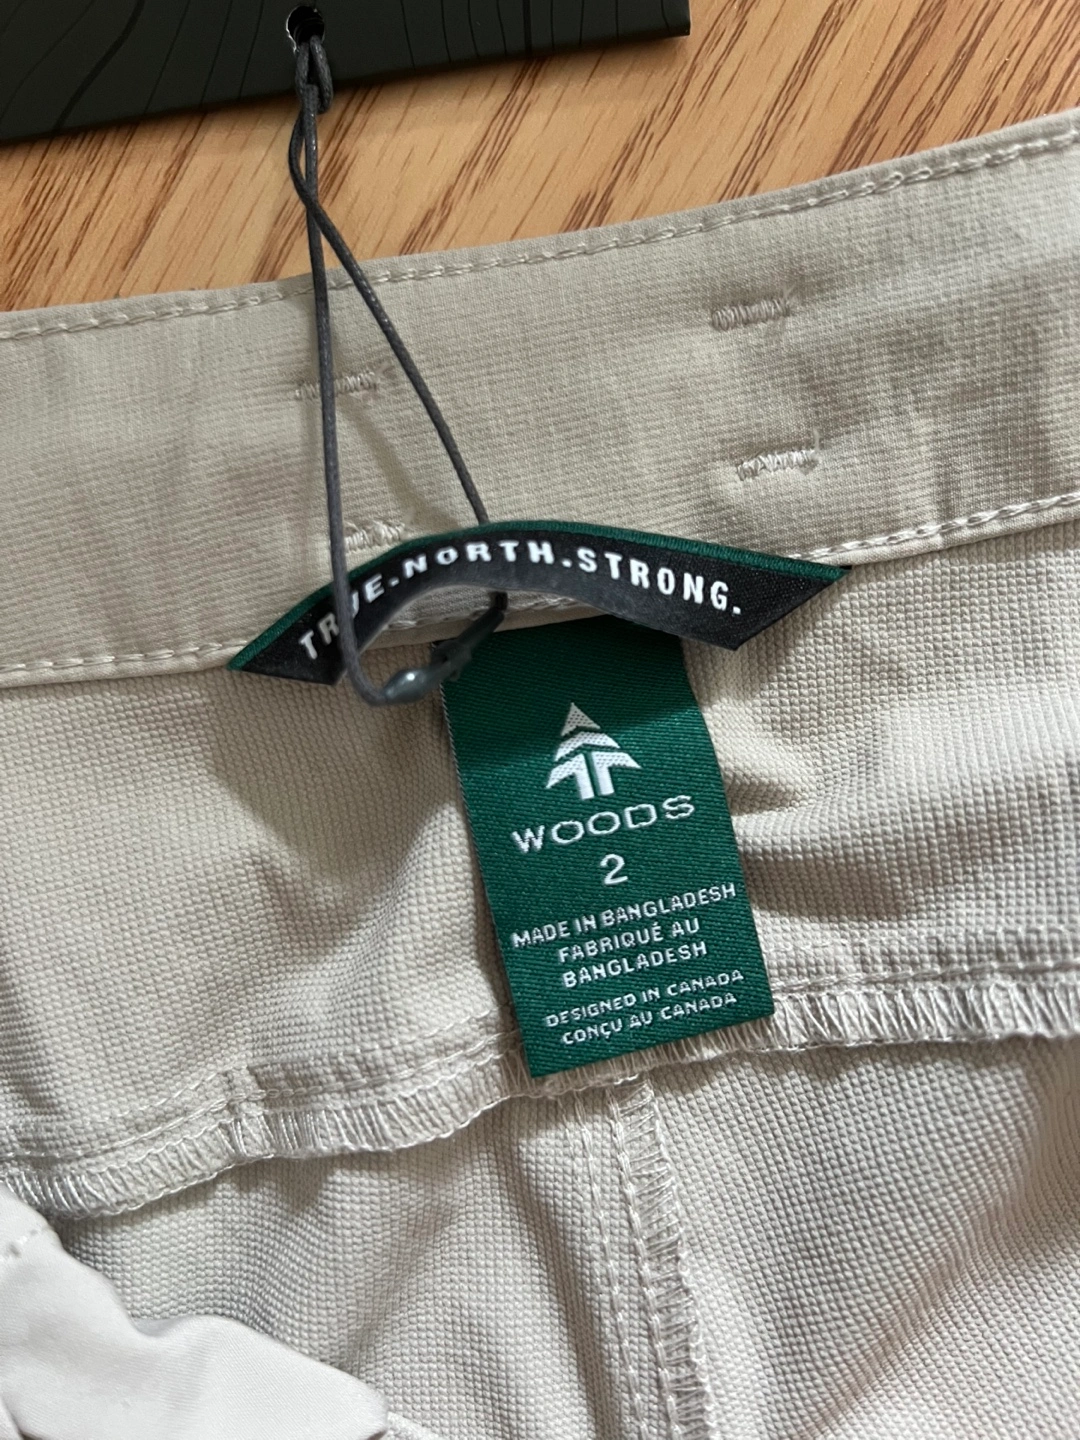 TRUE.NORTH.STRONG.
WOODS
2
MADE IN BANGLADESH
FABRIQUÉ AU
BANGLADESH
DESIGNED IN CANADA
CONÇU AU CANADA